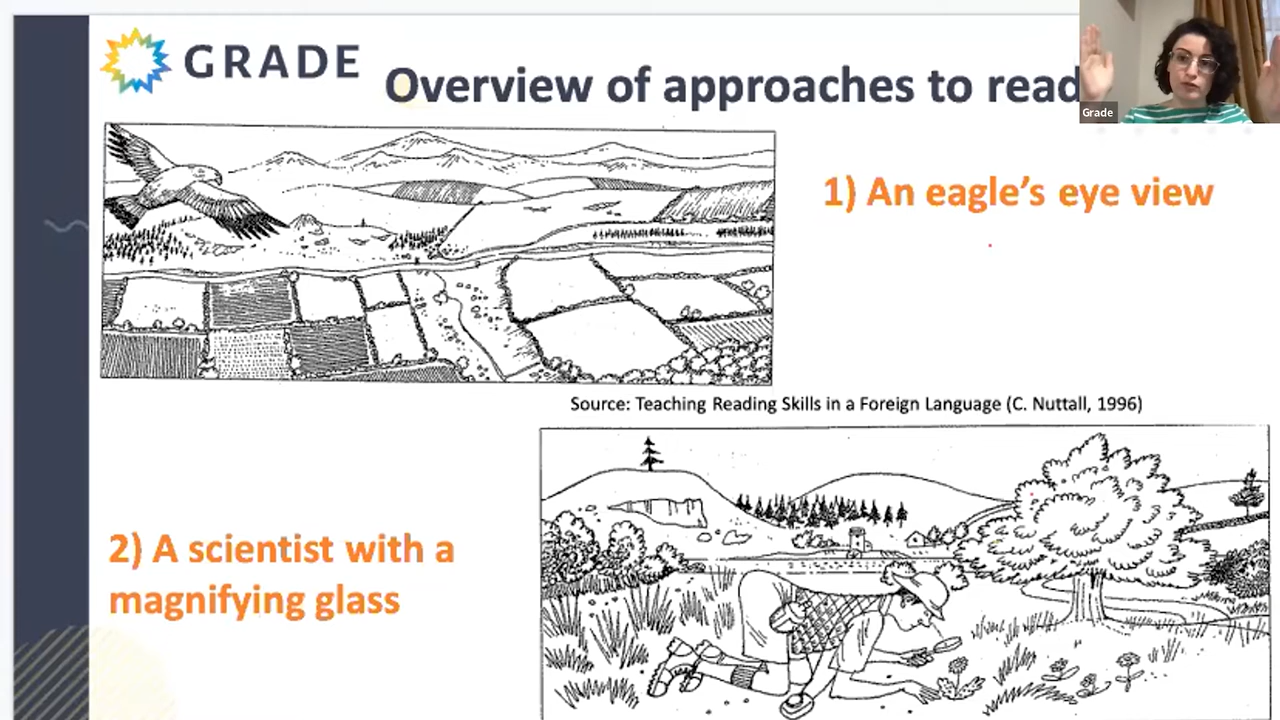 GRADE
Overview of approaches to read
Grade
1) An eagle's eye view
Source: Teaching Reading Skills in a Foreign Language (C. Nuttall, 1996)
2) A scientist with a
magnifying glass